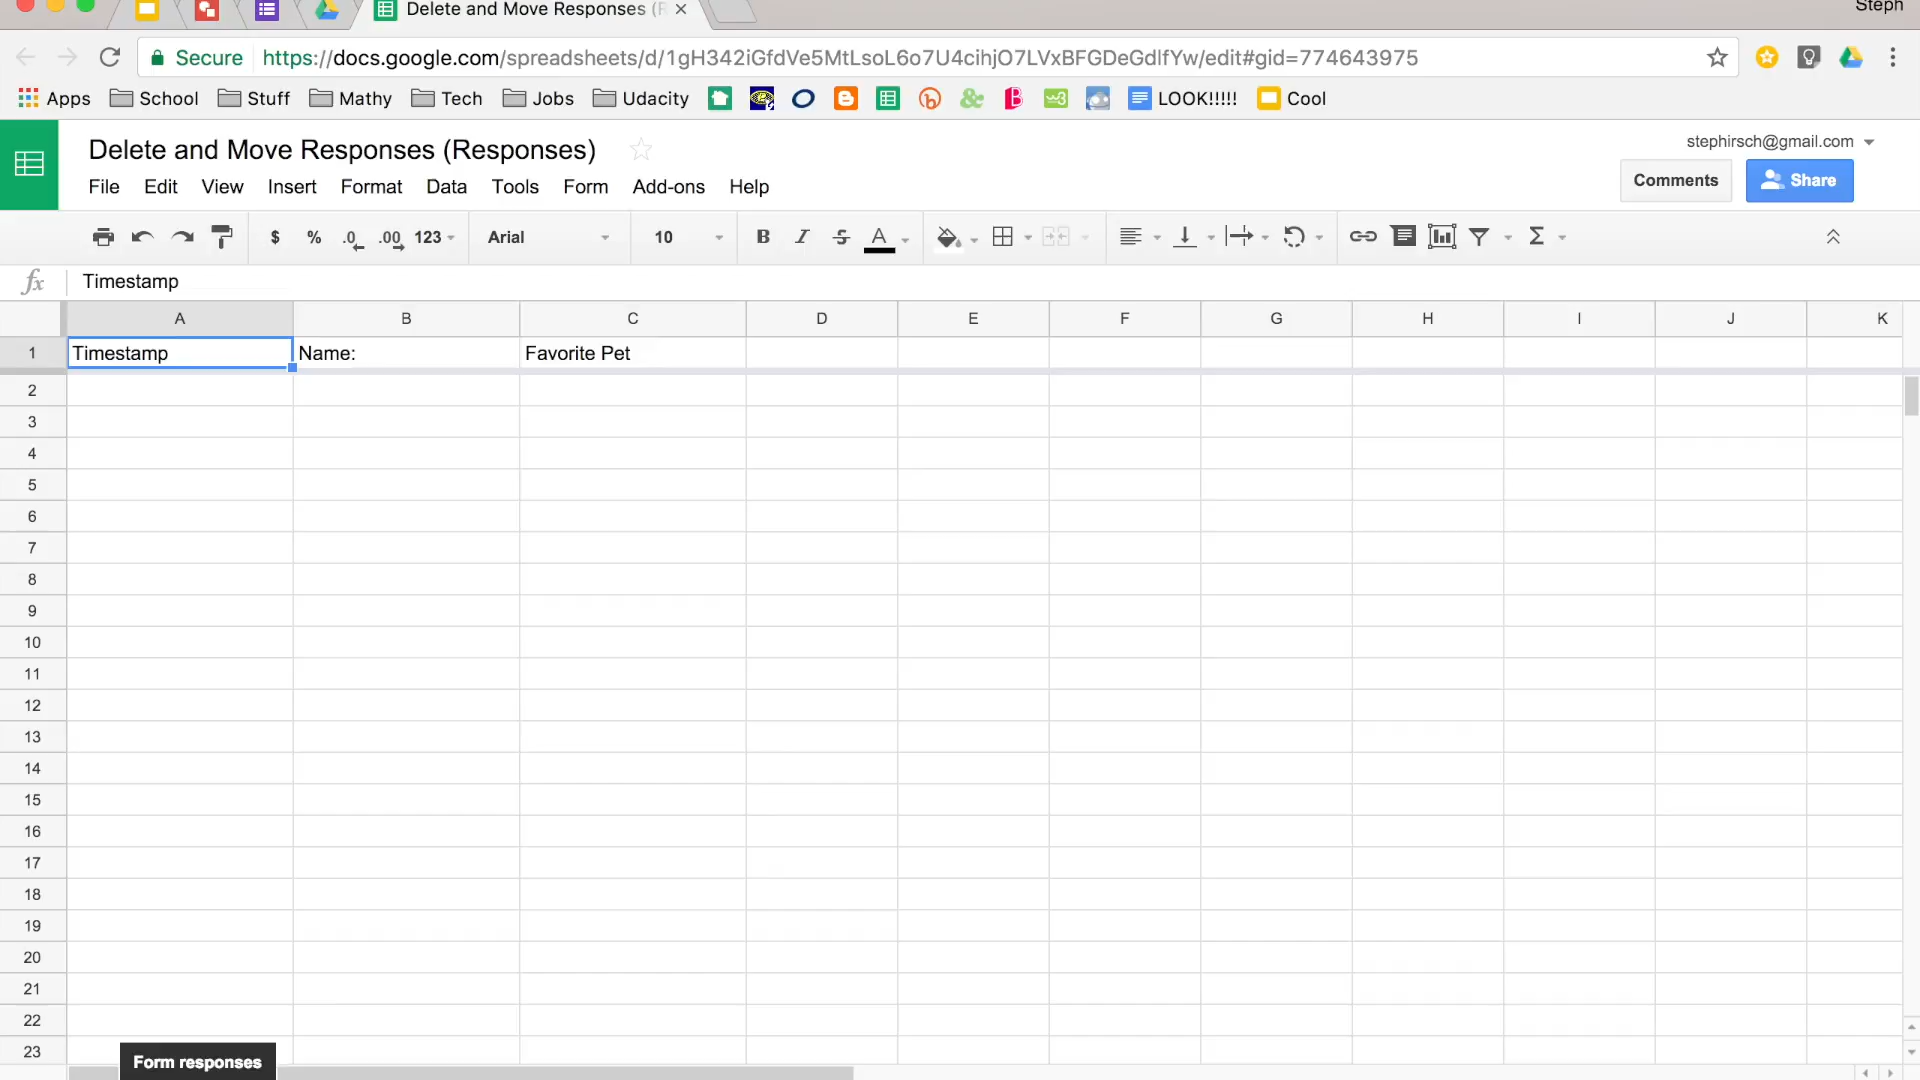 Steph
Delete and Move Responses (R
Secure https://docs.google.com/spreadsheets/d/1gH342iGfdVe5MtLsoL6o7U4cihjO7LVxBFGDeGdlfYw/edit#gid=774643975
Apps School Stuff Mathy Tech Jobs Udacity LOOK!!!!! Cool
Delete and Move Responses (Responses)
stephirsch@gmail.com
File Edit View Insert Format Data Tools Form Add-ons Help
Comments Share
$ % .0 .00 123 Arial 10 B I S A Σ
fx Timestamp
A B C D E F G H I J K
1 Timestamp Name: Favorite Pet
2
3
4
5
6
7
8
9
10
11
12
13
14
15
16
17
18
19
20
21
22
23
Form responses